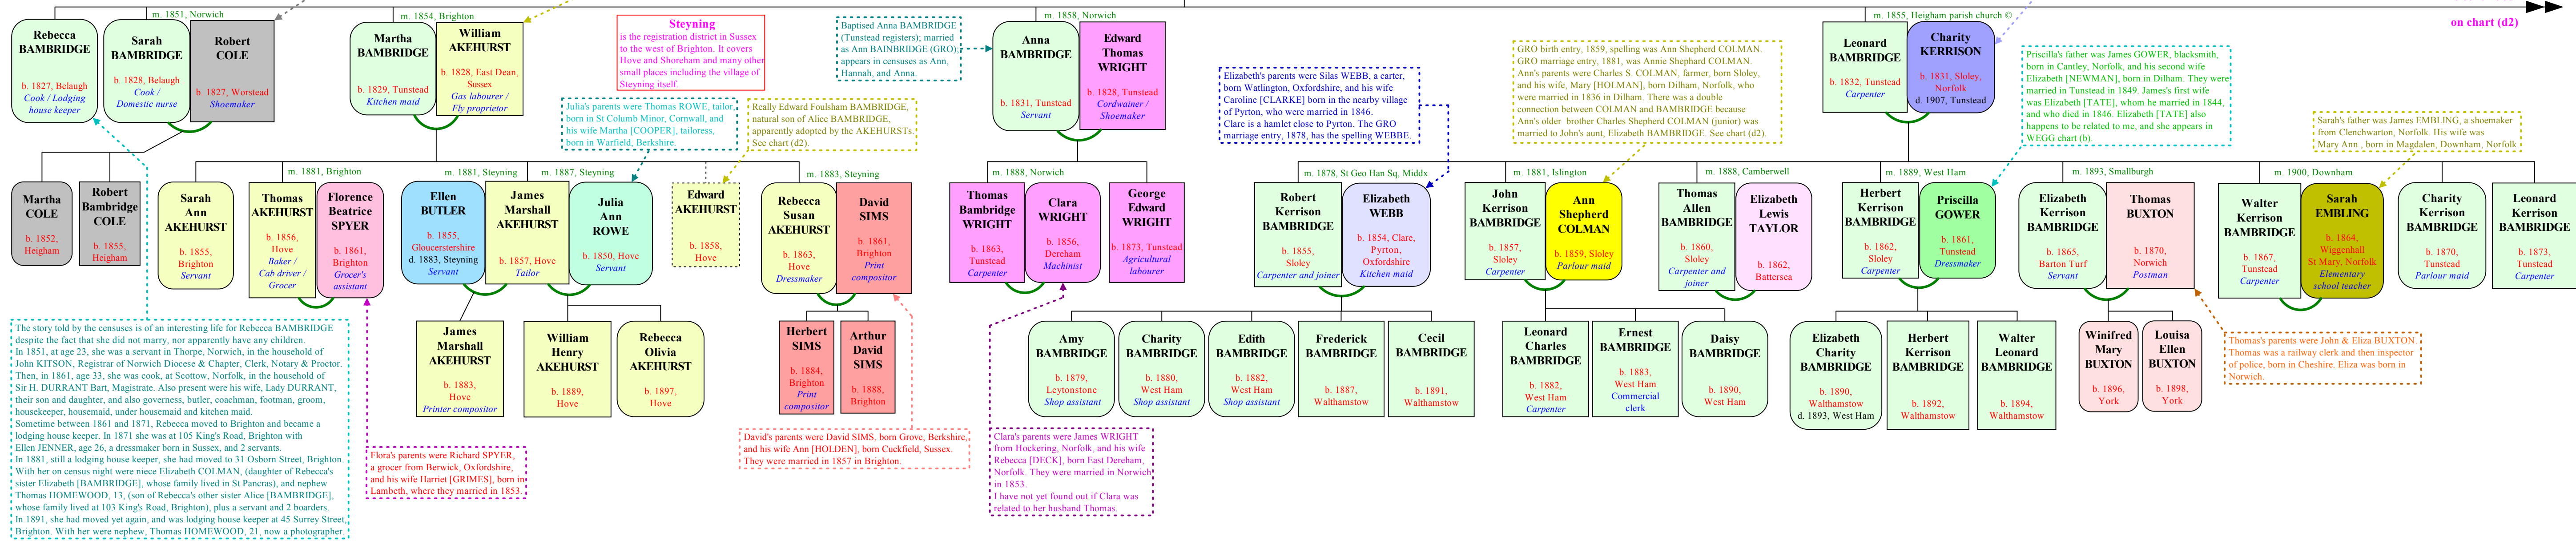 m. 1851, Norwich
m. 1854, Brighton
m. 1858, Norwich
m. 1855, Heigham parish church ©
on chart (d2)
Rebecca
BAMBRIDGE
b. 1827, Belaugh
Cook / Lodging
house keeper
Sarah
BAMBRIDGE
b. 1828, Belaugh
Cook /
Domestic nurse
Robert
COLE
b. 1827, Worstead
Shoemaker
Martha
BAMBRIDGE
b. 1829, Tunstead
Kitchen maid
William
AKEHURST
b. 1828, East Dean,
Sussex
Gas labourer /
Fly proprietor
Steyning
is the registration district in Sussex
to the west of Brighton. It covers
Hove and Shoreham and many other
small places including the village of
Steyning itself.
Baptised Anna BAMBRIDGE
(Tunstead registers); married
as Ann BAINBRIDGE (GRO);
appears in censuses as Ann,
Hannah, and Anna.
Anna
BAMBRIDGE
b. 1831, Tunstead
Servant
Edward
Thomas
WRIGHT
b. 1828, Tunstead
Cordwainer /
Shoemaker
Elizabeth's parents were Silas WEBB, a carter,
born Watlington, Oxfordshire, and his wife
Caroline [CLARKE] born in the nearby village
of Pyrton, who were married in 1846.
Clare is a hamlet close to Pyrton. The GRO
marriage entry, 1878, has the spelling WEBBE.
GRO birth entry, 1859, spelling was Ann Shepherd COLMAN.
GRO marriage entry, 1881, was Annie Shephard COLMAN.
Ann's parents were Charles S. COLMAN, farmer, born Sloley,
and his wife, Mary [HOLMAN], born Dilham, Norfolk, who
were married in 1836 in Dilham. There was a double
connection between COLMAN and BAMBRIDGE because
Ann's older brother Charles Shepherd COLMAN (junior) was
married to John's aunt, Elizabeth BAMBRIDGE. See chart (d2).
Leonard
BAMBRIDGE
b. 1832, Tunstead
Carpenter
Charity
KERRISON
b. 1831, Sloley,
Norfolk
d. 1907, Tunstead
Priscilla's father was James GOWER, blacksmith,
born in Cantley, Norfolk, and his second wife
Elizabeth [NEWMAN], born in Dilham. They were
married in Tunstead in 1849. James's first wife
was Elizabeth [TATE], whom he married in 1844,
and who died in 1846. Elizabeth [TATE] also
happens to be related to me, and she appears in
WEGG chart (b).
Sarah's father was James EMBLING, a shoemaker
from Clenchwarton, Norfolk. His wife was
Mary Ann , born in Magdalen, Downham, Norfolk.
Julia's parents were Thomas ROWE, tailor,
born in St Columb Minor, Cornwall, and
his wife Martha [COOPER], tailoress,
born in Warfield, Berkshire.
Really Edward Foulsham BAMBRIDGE,
natural son of Alice BAMBRIDGE,
apparently adopted by the AKEHURSTs.
See chart (d2).
m. 1881, Brighton
m. 1881, Steyning
m. 1887, Steyning
m. 1883, Steyning
m. 1888, Norwich
m. 1878, St Geo Han Sq, Middx
m. 1881, Islington
m. 1888, Camberwell
m. 1889, West Ham
m. 1893, Smallburgh
m. 1900, Downham
Martha
COLE
b. 1852,
Heigham
Robert
Bambridge
COLE
b. 1855,
Heigham
Sarah
Ann
AKEHURST
b. 1855,
Brighton
Servant
Thomas
AKEHURST
b. 1856,
Hove
Baker /
Cab driver /
Grocer
Florence
Beatrice
SPYER
b. 1861,
Brighton
Grocer's
assistant
Ellen
BUTLER
b. 1855,
Gloucerstershire
d. 1883, Steyning
Servant
James
Marshall
AKEHURST
b. 1857, Hove
Tailor
Julia
Ann
ROWE
b. 1850, Hove
Servant
Edward
AKEHURST
b. 1858,
Hove
Rebecca
Susan
AKEHURST
b. 1863,
Hove
Dressmaker
David
SIMS
b. 1861,
Brighton
Print
compositor
Thomas
Bambridge
WRIGHT
b. 1863,
Tunstead
Carpenter
Clara
WRIGHT
b. 1856,
Dereham
Machinist
George
Edward
WRIGHT
b. 1873, Tunstead
Agricultural
labourer
Robert
Kerrison
BAMBRIDGE
b. 1855,
Sloley
Carpenter and joiner
Elizabeth
WEBB
b. 1854, Clare,
Pyrton,
Oxfordshire
Kitchen maid
John
Kerrison
BAMBRIDGE
b. 1857,
Sloley
Carpenter
Ann
Shepherd
COLMAN
b. 1859, Sloley
Parlour maid
Thomas
Allen
BAMBRIDGE
b. 1860,
Sloley
Carpenter and
joiner
Elizabeth
Lewis
TAYLOR
b. 1862,
Battersea
Herbert
Kerrison
BAMBRIDGE
b. 1862,
Sloley
Carpenter
Priscilla
GOWER
b. 1861,
Tunstead
Dressmaker
Elizabeth
Kerrison
BAMBRIDGE
b. 1865,
Barton Turf
Servant
Thomas
BUXTON
b. 1870,
Norwich
Postman
Walter
Kerrison
BAMBRIDGE
b. 1867,
Tunstead
Carpenter
Sarah
EMBLING
b. 1864,
Wiggenhall
St Mary, Norfolk
Elementary
school teacher
Charity
Kerrison
BAMBRIDGE
b. 1870,
Tunstead
Parlour maid
Leonard
Kerrison
BAMBRIDGE
b. 1873,
Tunstead
Carpenter
The story told by the censuses is of an interesting life for Rebecca BAMBRIDGE
despite the fact that she did not marry, nor apparently have any children.
In 1851, at age 23, she was a servant in Thorpe, Norwich, in the household of
John KITSON, Registrar of Norwich Diocese & Chapter, Clerk, Notary & Proctor.
Then, in 1861, age 33, she was cook, at Scottow, Norfolk, in the household of
Sir H. DURRANT Bart, Magistrate. Also present were his wife, Lady DURRANT,
their son and daughter, and also governess, butler, coachman, footman, groom,
housekeeper, housemaid, under housemaid and kitchen maid.
Sometime between 1861 and 1871, Rebecca moved to Brighton and became a
lodging house keeper. In 1871 she was at 105 King's Road, Brighton with
Ellen JENNER, age 26, a dressmaker born in Sussex, and 2 servants.
In 1881, still a lodging house keeper, she had moved to 31 Osborn Street, Brighton.
With her on census night were niece Elizabeth COLMAN, (daughter of Rebecca's
sister Elizabeth [BAMBRIDGE], whose family lived in St Pancras), and nephew
Thomas HOMEWOOD, 13, (son of Rebecca's other sister Alice [BAMBRIDGE],
whose family lived at 103 King's Road, Brighton), plus a servant and 2 boarders.
In 1891, she had moved yet again, and was lodging house keeper at 45 Surrey Street,
Brighton. With her were nephew, Thomas HOMEWOOD, 21, now a photographer.
James
Marshall
AKEHURST
b. 1883,
Hove
Printer compositor
William
Henry
AKEHURST
b. 1889,
Hove
Rebecca
Olivia
AKEHURST
b. 1897,
Hove
Herbert
SIMS
b. 1884,
Brighton
Print
compositor
Arthur
David
SIMS
b. 1888,
Brighton
Amy
BAMBRIDGE
b. 1879,
Leytonstone
Shop assistant
Charity
BAMBRIDGE
b. 1880,
West Ham
Shop assistant
Edith
BAMBRIDGE
b. 1882,
West Ham
Shop assistant
Frederick
BAMBRIDGE
b. 1887,
Walthamstow
Cecil
BAMBRIDGE
b. 1891,
Walthamstow
Leonard
Charles
BAMBRIDGE
b. 1882,
West Ham
Carpenter
Ernest
BAMBRIDGE
b. 1883,
West Ham
Commercial
clerk
Daisy
BAMBRIDGE
b. 1890,
West Ham
Elizabeth
Charity
BAMBRIDGE
b. 1890,
Walthamstow
d. 1893, West Ham
Herbert
Kerrison
BAMBRIDGE
b. 1892,
Walthamstow
Walter
Leonard
BAMBRIDGE
b. 1894,
Walthamstow
Winifred
Mary
BUXTON
b. 1896,
York
Louisa
Ellen
BUXTON
b. 1898,
York
Thomas's parents were John & Eliza BUXTON.
Thomas was a railway clerk and then inspector
of police, born in Cheshire. Eliza was born in
Norwich.
Flora's parents were Richard SPYER,
a grocer from Berwick, Oxfordshire,
and his wife Harriet [GRIMES], born in
Lambeth, where they married in 1853.
David's parents were David SIMS, born Grove, Berkshire,
and his wife Ann [HOLDEN], born Cuckfield, Sussex.
They were married in 1857 in Brighton.
Clara's parents were James WRIGHT
from Hockering, Norfolk, and his wife
Rebecca [DECK], born East Dereham,
Norfolk. They were married in Norwich
in 1853.
I have not yet found out if Clara was
related to her husband Thomas.